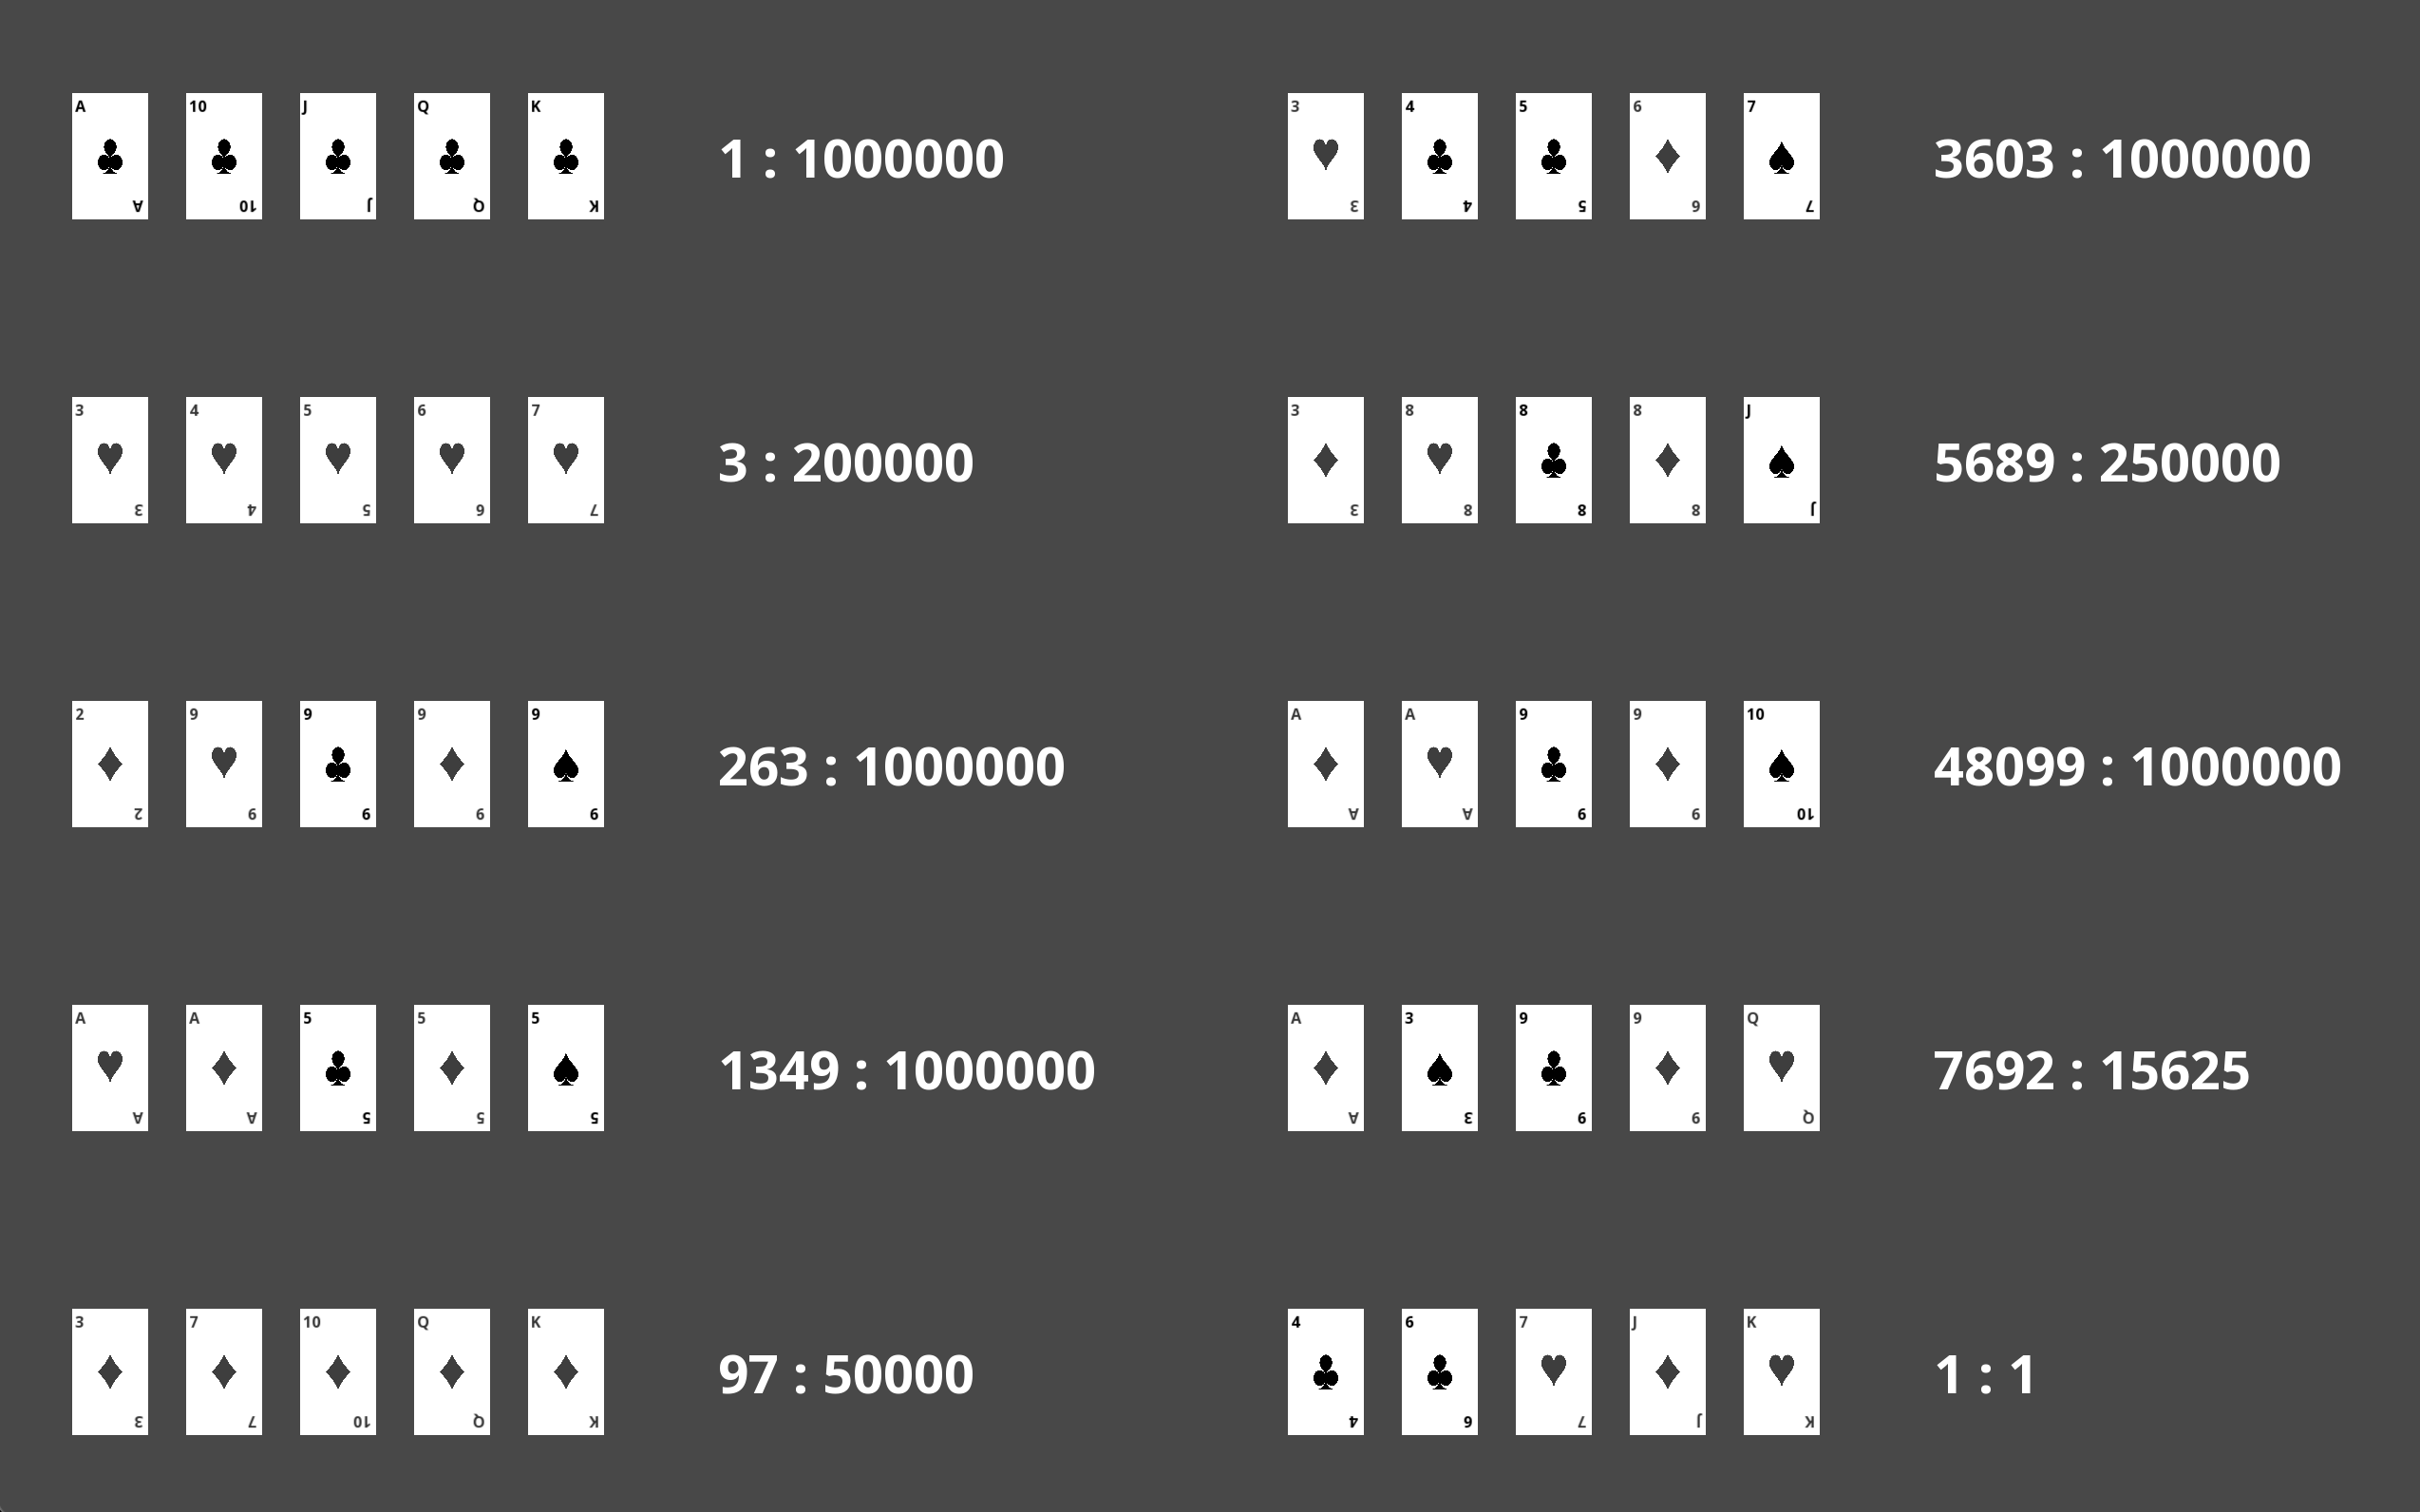 A 10 J Q K
1 : 1000000
A 10 J Q K
3 4 5 6 7
3603 : 1000000
3 4 5 6 7
3 4 5 6 7
3 : 200000
3 4 5 6 7
3 8 8 8 J
5689 : 250000
3 8 8 8 J
2 9 9 9 9
263 : 1000000
2 9 9 9 9
A A 9 9 10
48099 : 1000000
A A 9 9 10
A A 5 5 5
1349 : 1000000
A A 5 5 5
A 3 9 9 Q
7692 : 15625
A 3 9 9 Q
3 7 10 Q K
97 : 50000
3 7 10 Q K
4 6 7 J K
1 : 1
4 6 7 J K